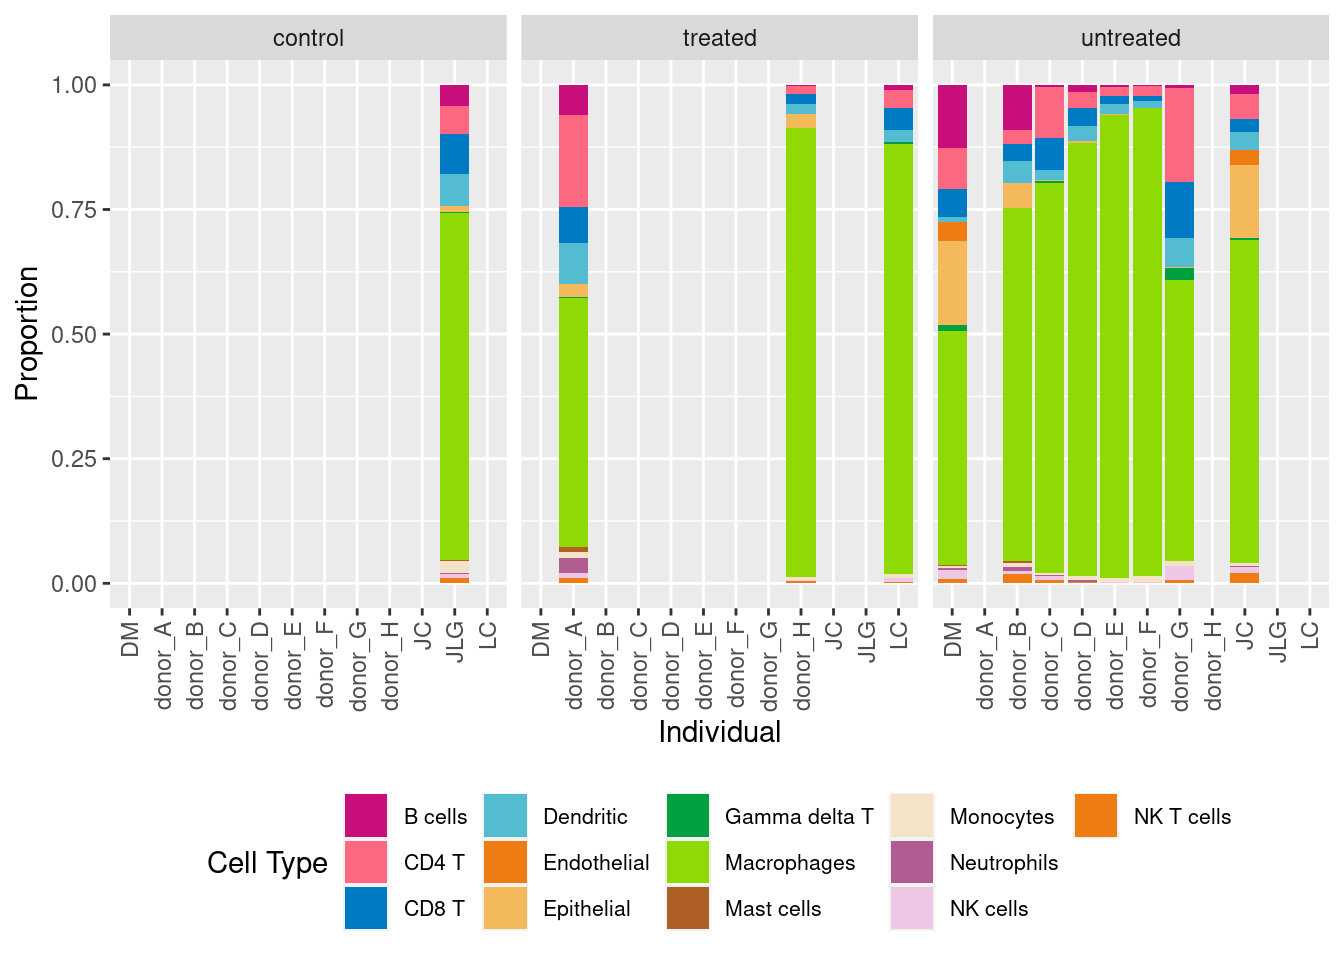 control treated untreated
1.00
0.75
0.50
0.25
0.00
Proportion
DM donor_A donor_B donor_C donor_D donor_E donor_F donor_G donor_H JC JLG LC
DM donor_A donor_B donor_C donor_D donor_E donor_F donor_G donor_H JC JLG LC
DM donor_A donor_B donor_C donor_D donor_E donor_F donor_G donor_H JC JLG LC
Individual
Cell Type
B cells Dendritic Gamma delta T Monocytes NK T cells
CD4 T Endothelial Macrophages Neutrophils
CD8 T Epithelial Mast cells NK cells